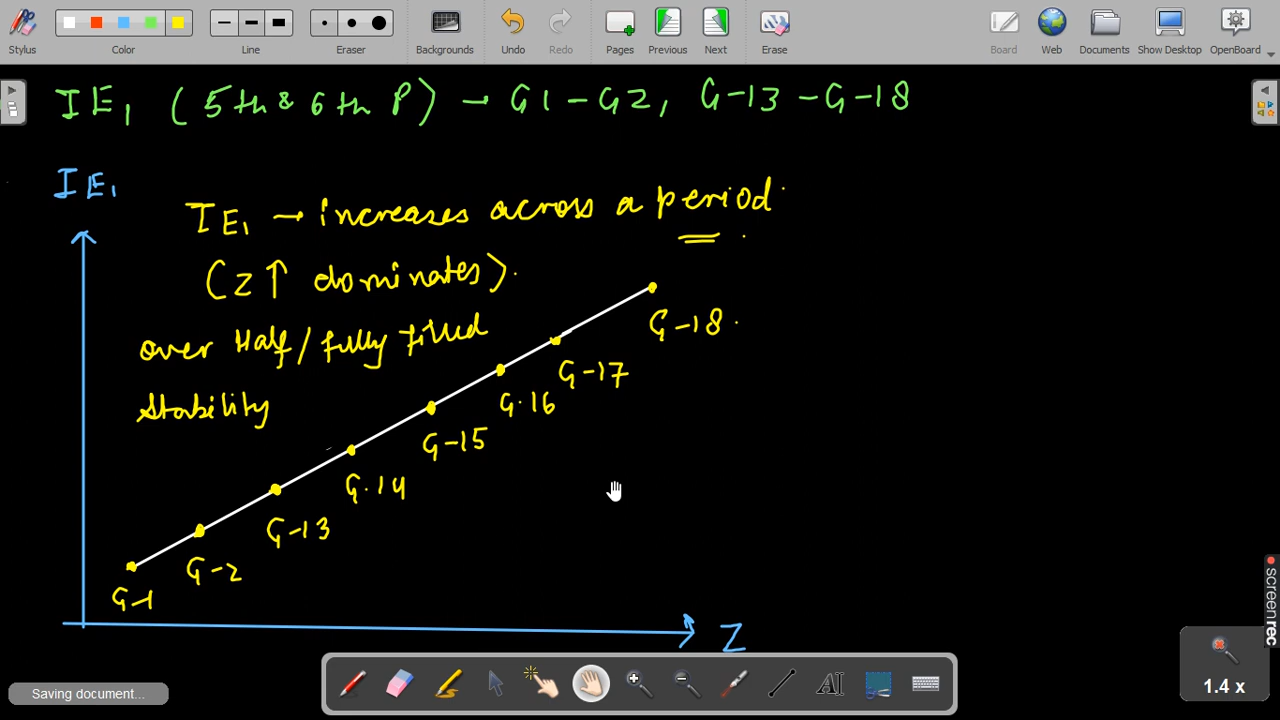 Stylus
Color
Line
Eraser
Backgrounds
Undo
Redo
Pages
Previous
Next
Erase
Board
Web
Documents
Show Desktop
OpenBoard
IE1 (5th & 6th P) → G1 - G2, G-13 - G-18
IE1
IE1 → increases across a period
(Z↑ dominates).
over Half/fully filled
stability
G-18.
G-17
G.16
G-15
G.14
G-13
G-2
G-1
Z
Saving document...
AI
1.4 x
screenrec